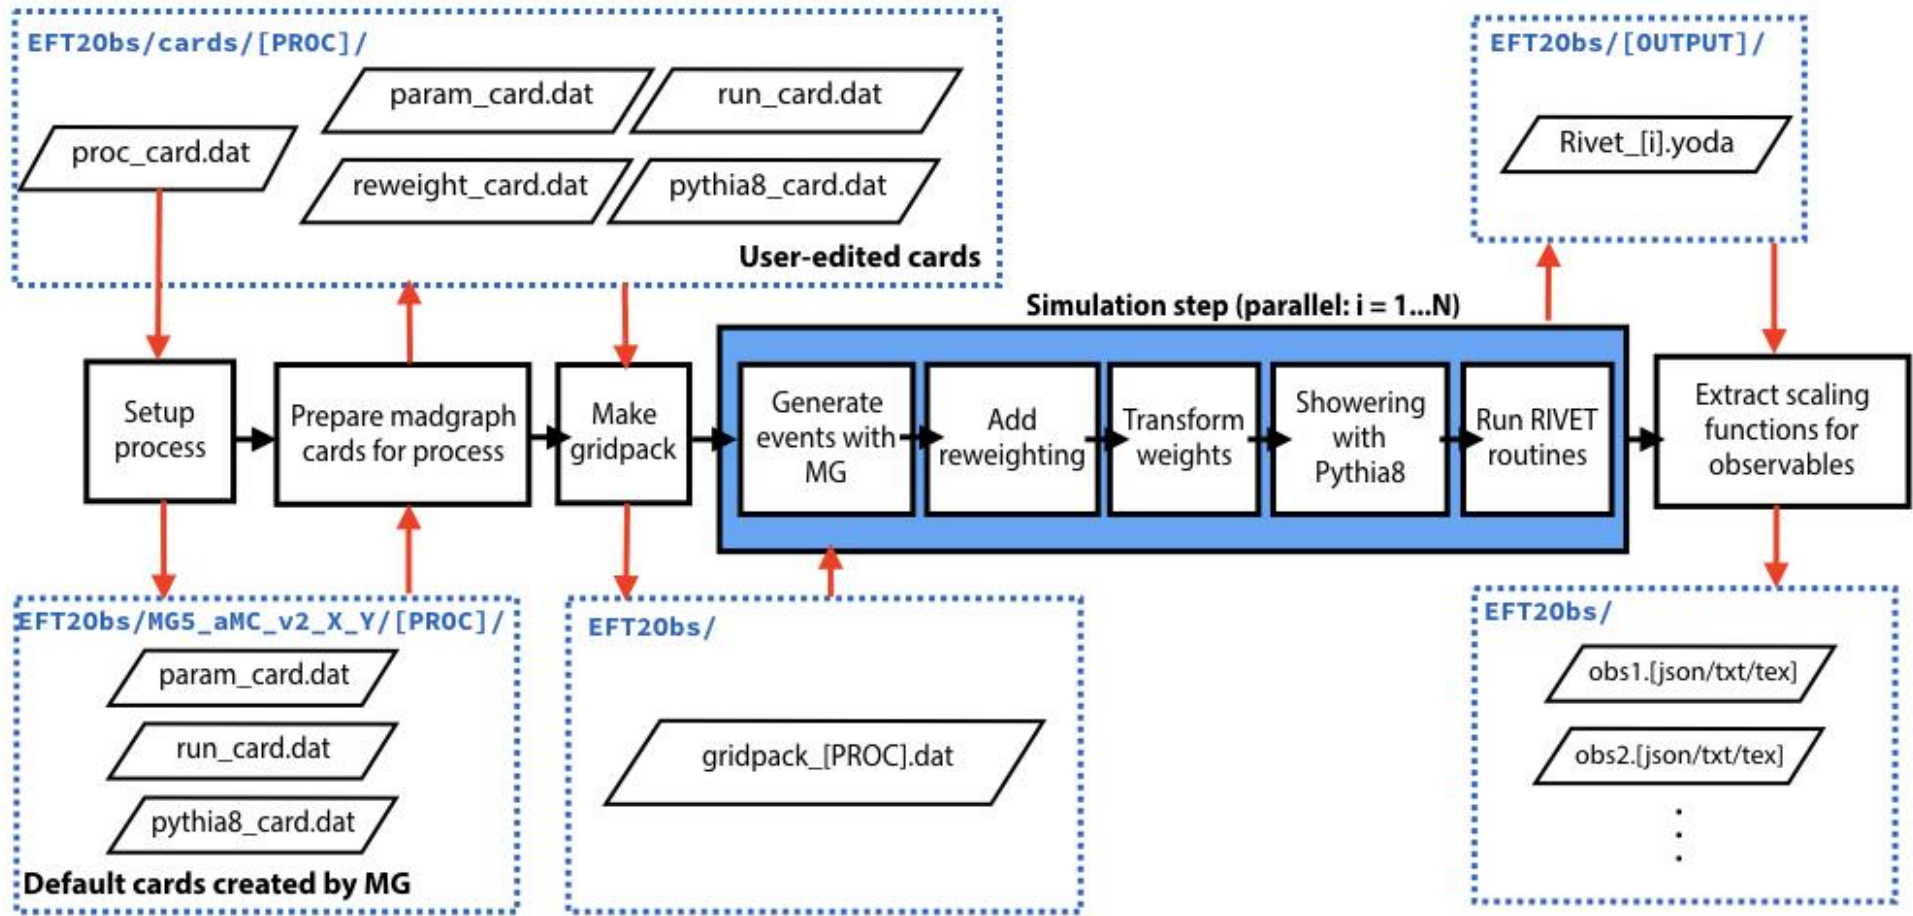 EFT2Obs/cards/[PROC]/
param_card.dat
run_card.dat
proc_card.dat
reweight_card.dat
pythia8_card.dat
User-edited cards
EFT2Obs/[OUTPUT]/
Rivet_[i].yoda
Simulation step (parallel: i = 1...N)
Setup
process
Prepare madgraph
cards for process
Make
gridpack
Generate
events with
MG
Add
reweighting
Transform
weights
Showering
with
Pythia8
Run RIVET
routines
Extract scaling
functions for
observables
EFT2Obs/MG5_aMC_v2_X_Y/[PROC]/
param_card.dat
run_card.dat
pythia8_card.dat
Default cards created by MG
EFT2Obs/
gridpack_[PROC].dat
EFT2Obs/
obs1.[json/txt/tex]
obs2.[json/txt/tex]